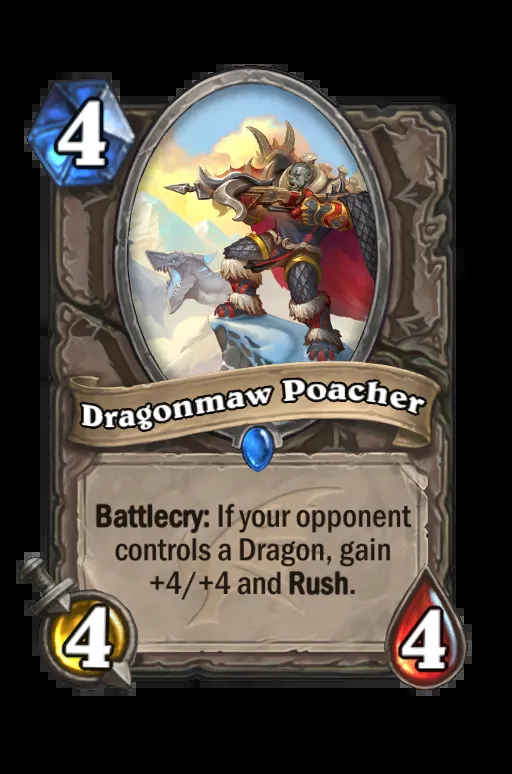 4
Dragonmaw Poacher
Battlecry: If your opponent
controls a Dragon, gain
+4/+4 and Rush.
4
4